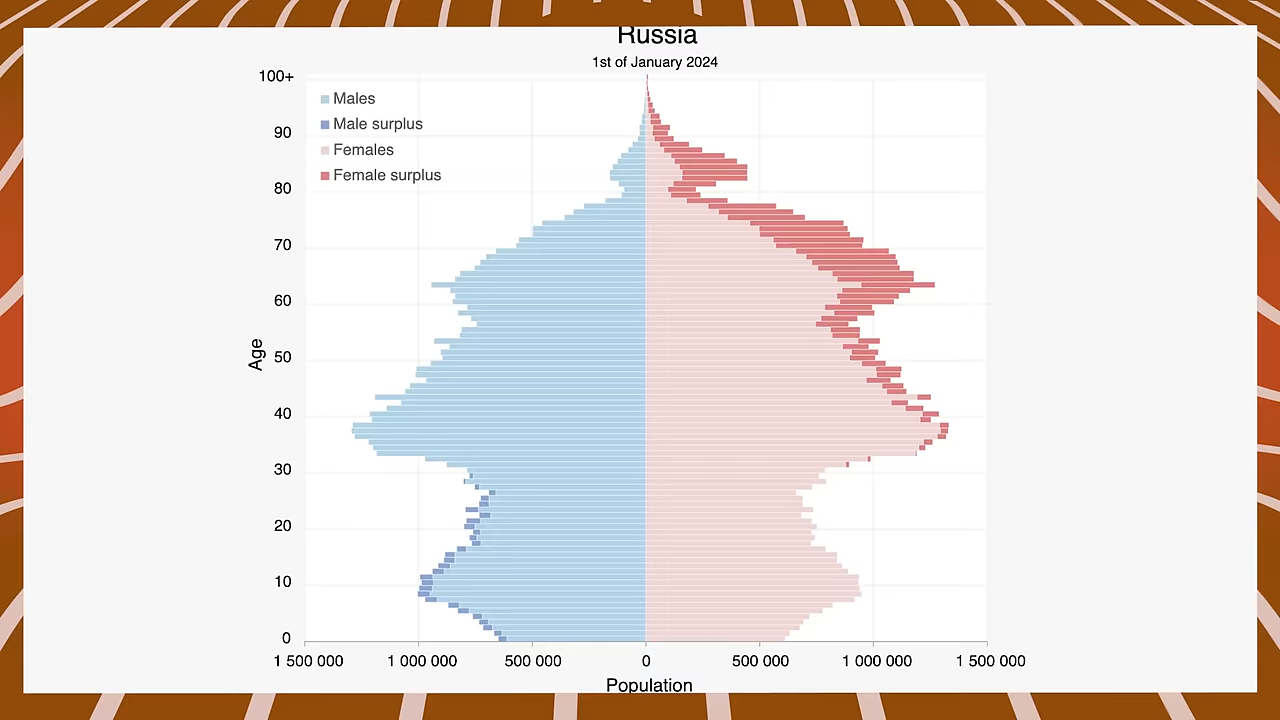 Russia
1st of January 2024
100+
Males
Male surplus
Females
Female surplus
90
80
70
60
50
40
30
20
10
0
Age
1 500 000 1 000 000 500 000 0 500 000 1 000 000 1 500 000
Population